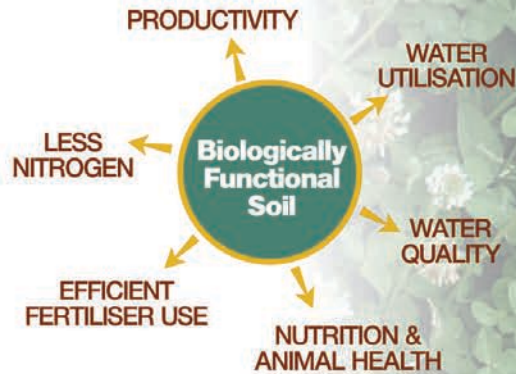 PRODUCTIVITY
WATER
UTILISATION
LESS
NITROGEN
Biologically
Functional
Soil
WATER
QUALITY
EFFICIENT
FERTILISER USE
NUTRITION &
ANIMAL HEALTH